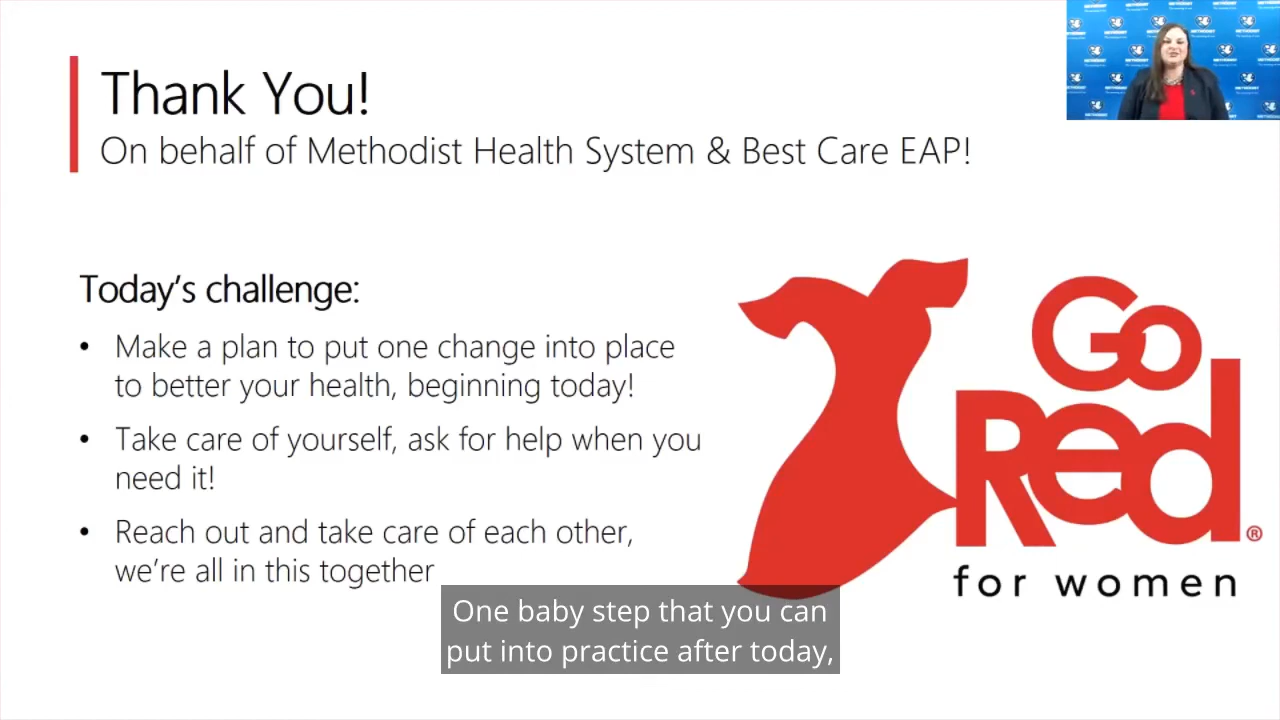 Thank You!
On behalf of Methodist Health System & Best Care EAP!
Today's challenge:
• Make a plan to put one change into place
to better your health, beginning today!
• Take care of yourself, ask for help when you
need it!
• Reach out and take care of each other,
we're all in this together
Go
Red®
for women
One baby step that you can
put into practice after today,
METHODIST